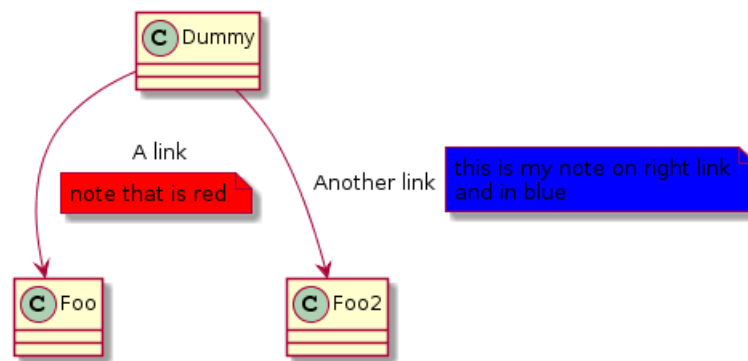 C Dummy
A link
note that is red
Another link
this is my note on right link
and in blue
C Foo
C Foo2